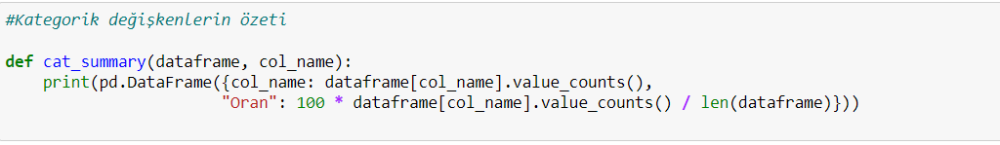 #Kategorik değişkenlerin özeti
def cat_summary(dataframe, col_name):
    print(pd.DataFrame({col_name: dataframe[col_name].value_counts(),
                       "Oran": 100 * dataframe[col_name].value_counts() / len(dataframe)}))